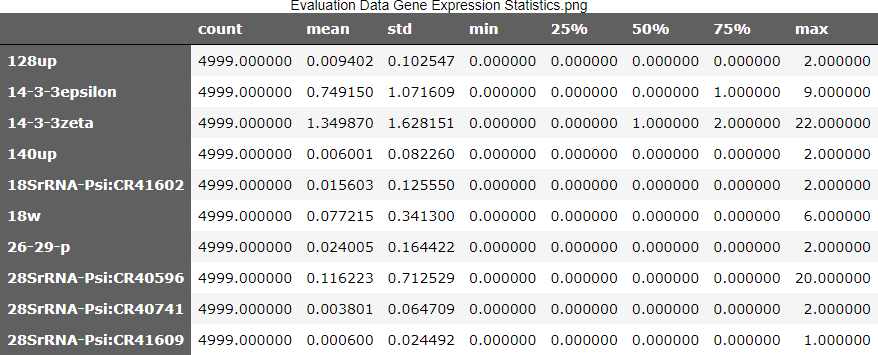 Evaluation Data Gene Expression Statistics.png
count mean std min 25% 50% 75% max
128up 4999.000000 0.009402 0.102547 0.000000 0.000000 0.000000 0.000000 2.000000
14-3-3epsilon 4999.000000 0.749150 1.071609 0.000000 0.000000 0.000000 1.000000 9.000000
14-3-3zeta 4999.000000 1.349870 1.628151 0.000000 0.000000 1.000000 2.000000 22.000000
140up 4999.000000 0.006001 0.082260 0.000000 0.000000 0.000000 0.000000 2.000000
18SrRNA-Psi:CR41602 4999.000000 0.015603 0.125550 0.000000 0.000000 0.000000 0.000000 2.000000
18w 4999.000000 0.077215 0.341300 0.000000 0.000000 0.000000 0.000000 6.000000
26-29-p 4999.000000 0.024005 0.164422 0.000000 0.000000 0.000000 0.000000 2.000000
28SrRNA-Psi:CR40596 4999.000000 0.116223 0.712529 0.000000 0.000000 0.000000 0.000000 20.000000
28SrRNA-Psi:CR40741 4999.000000 0.003801 0.064709 0.000000 0.000000 0.000000 0.000000 2.000000
28SrRNA-Psi:CR41609 4999.000000 0.000600 0.024492 0.000000 0.000000 0.000000 0.000000 1.000000